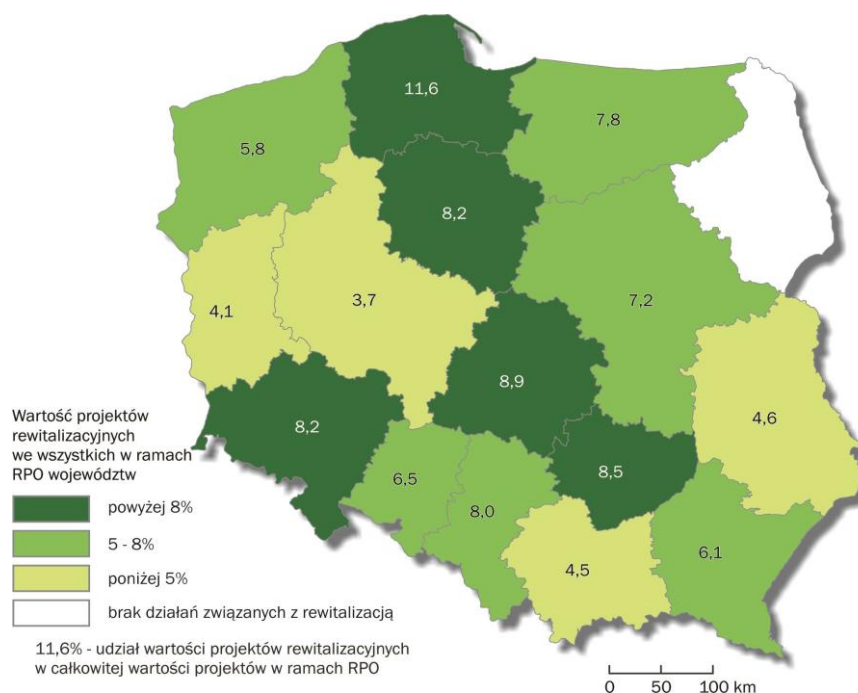 11,6
7,8
5,8
8,2
7,2
4,1
3,7
8,9
4,6
8,2
8,5
6,5
8,0
6,1
4,5
Wartość projektów
rewitalizacyjnych
we wszystkich w ramach
RPO województw
powyżej 8%
5 - 8%
poniżej 5%
brak działań związanych z rewitalizacją
11,6% - udział wartości projektów rewitalizacyjnych
w całkowitej wartości projektów w ramach RPO
0 50 100 km